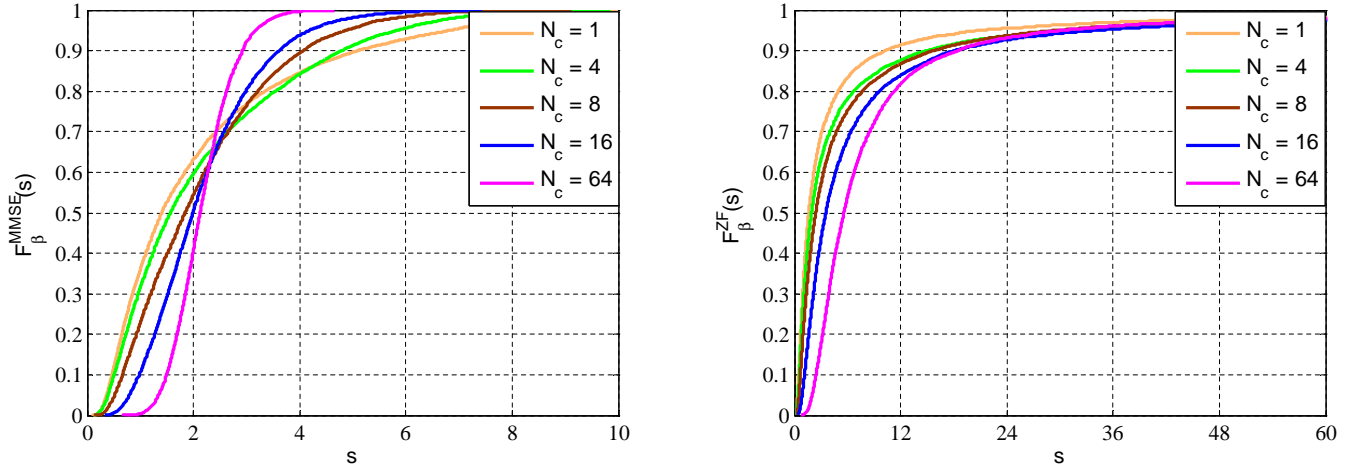 1
0.9
0.8
0.7
0.6
0.5
0.4
0.3
0.2
0.1
0
0 2 4 6 8 10
s
F_β^MMSE(s)
N_c = 1
N_c = 4
N_c = 8
N_c = 16
N_c = 64
1
0.9
0.8
0.7
0.6
0.5
0.4
0.3
0.2
0.1
0
0 12 24 36 48 60
s
F_β^ZF(s)
N_c = 1
N_c = 4
N_c = 8
N_c = 16
N_c = 64